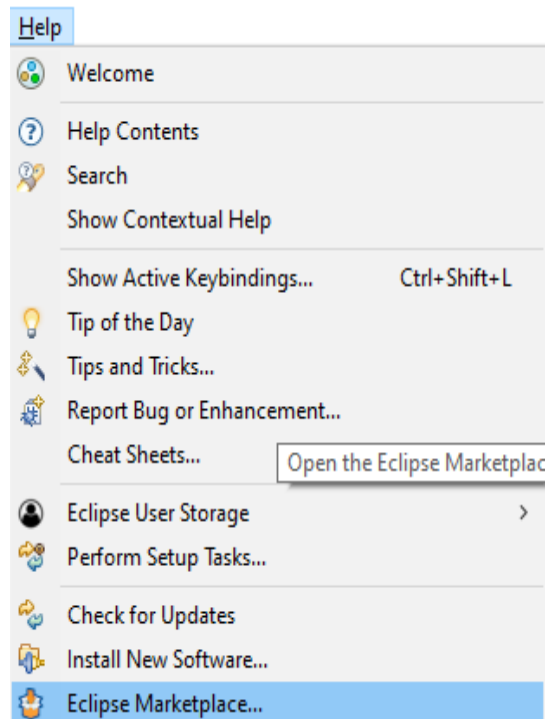 Help
Welcome
Help Contents
Search
Show Contextual Help
Show Active Keybindings... Ctrl+Shift+L
Tip of the Day
Tips and Tricks...
Report Bug or Enhancement...
Cheat Sheets...
Open the Eclipse Marketplac
Eclipse User Storage
Perform Setup Tasks...
Check for Updates
Install New Software...
Eclipse Marketplace...